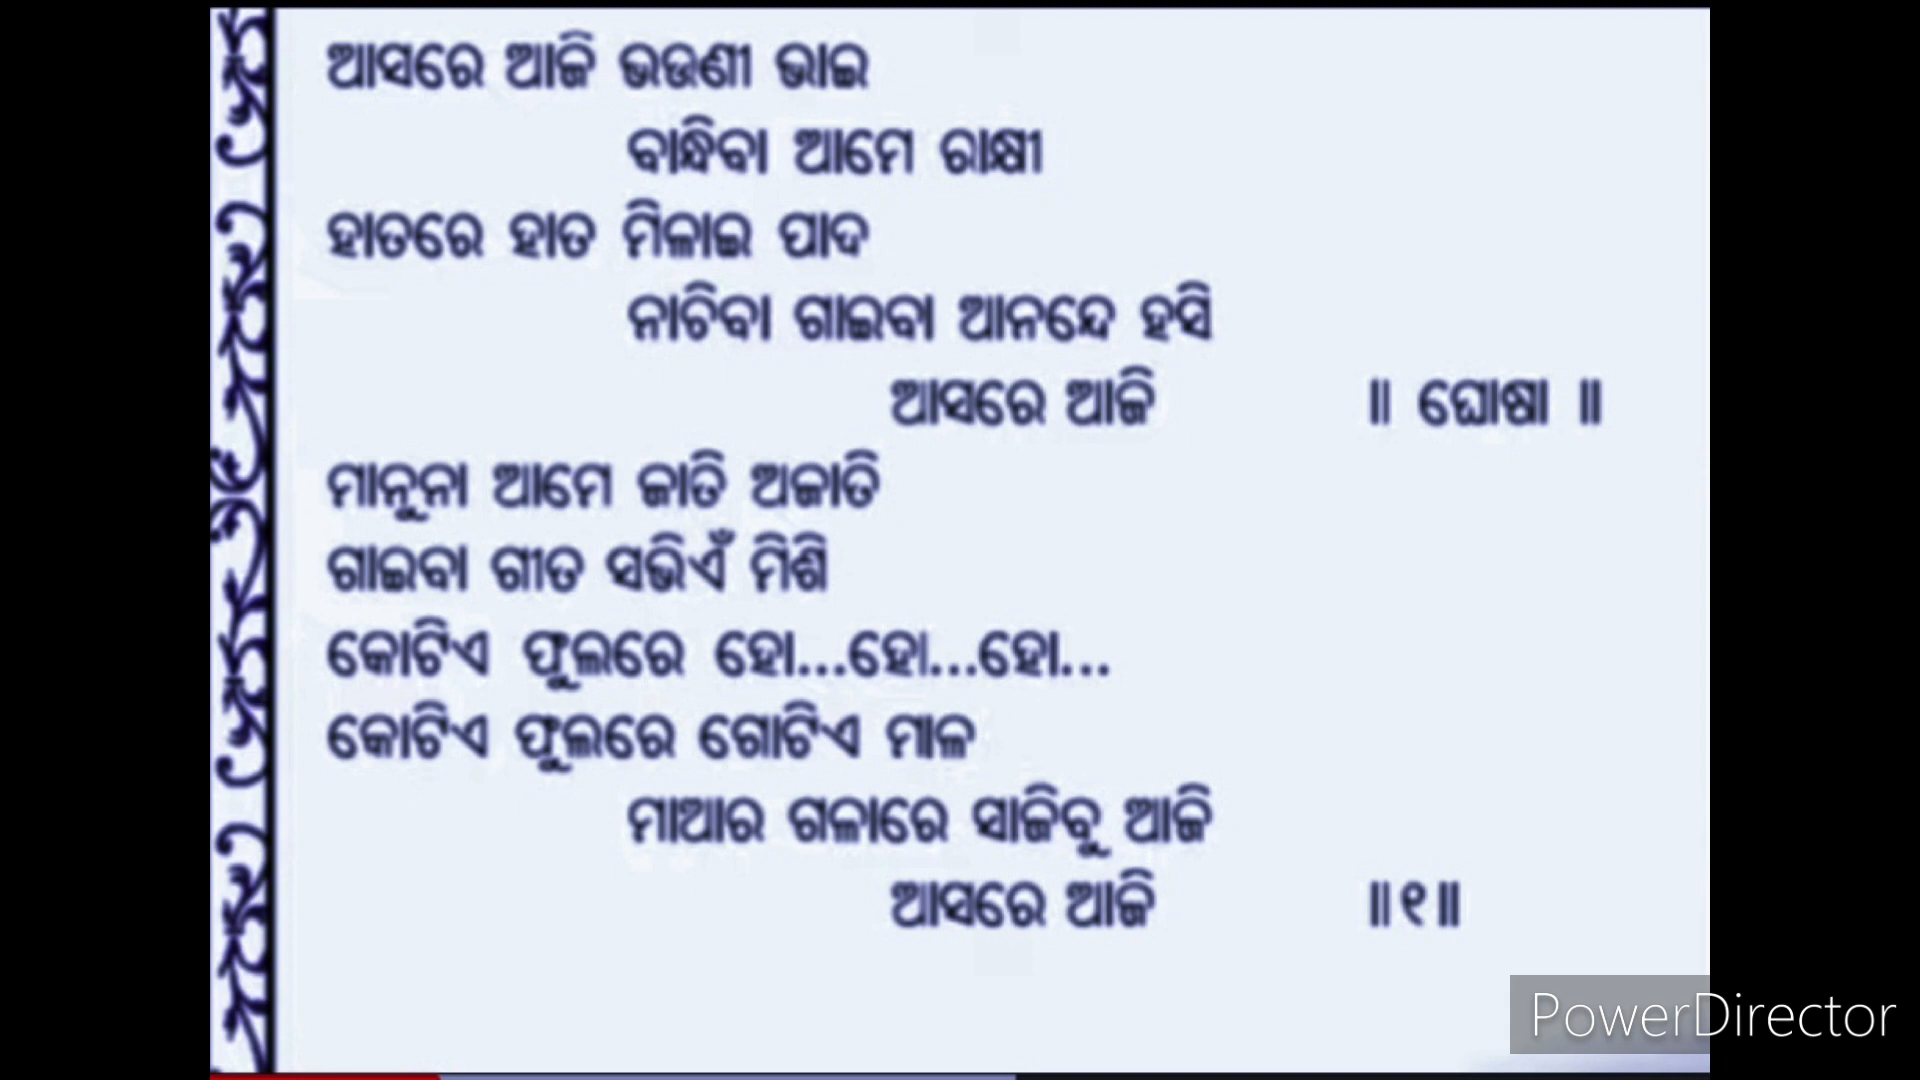 ଆସରେ ଆଜି ଭଉଣୀ ଭାଇ
ବାନ୍ଧିବା ଆମେ ରାକ୍ଷୀ
ହାତରେ ହାତ ମିଳାଇ ପାଦ
ନାଚିବା ଗାଇବା ଆନନ୍ଦେ ହସି
ଆସରେ ଆଜି ॥ ଘୋଷା ॥
ମାନୁନା ଆମେ ଜାତି ଅଜାତି
ଗାଇବା ଗୀତ ସଭିଏଁ ମିଶି
କୋଟିଏ ଫୁଲରେ ହୋ...ହୋ...ହୋ...
କୋଟିଏ ଫୁଲରେ ଗୋଟିଏ ମାଳ
ମାଆର ଗଳାରେ ସାଜିବୁ ଆଜି
ଆସରେ ଆଜି ॥୧॥
PowerDirector